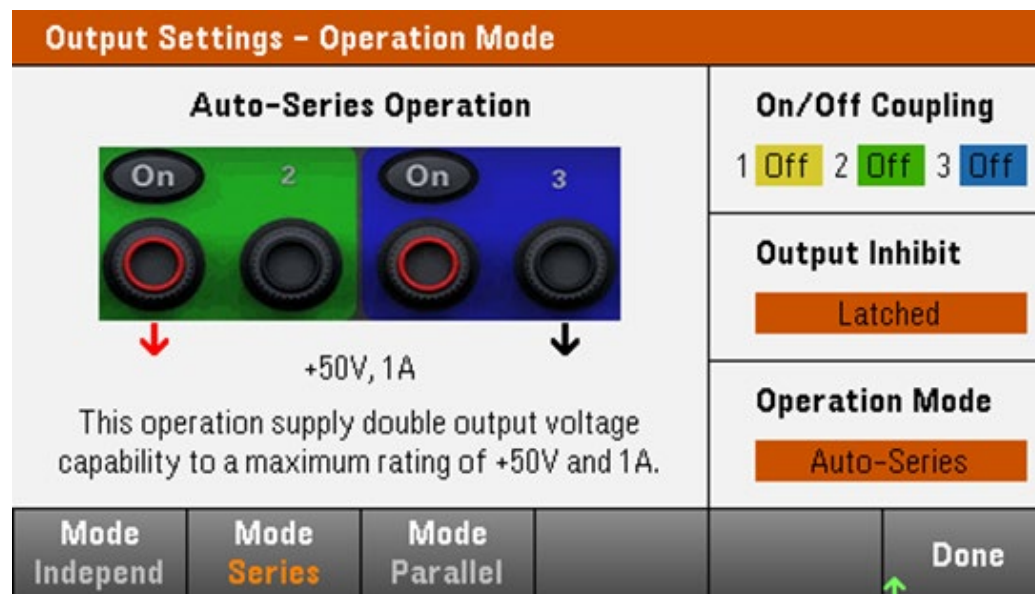 Output Settings - Operation Mode
Auto-Series Operation
On 2 On 3
+50V, 1A
This operation supply double output voltage
capability to a maximum rating of +50V and 1A.
On/Off Coupling
1 Off 2 Off 3 Off
Output Inhibit
Latched
Operation Mode
Auto-Series
Mode
Independ
Mode
Series
Mode
Parallel
Done